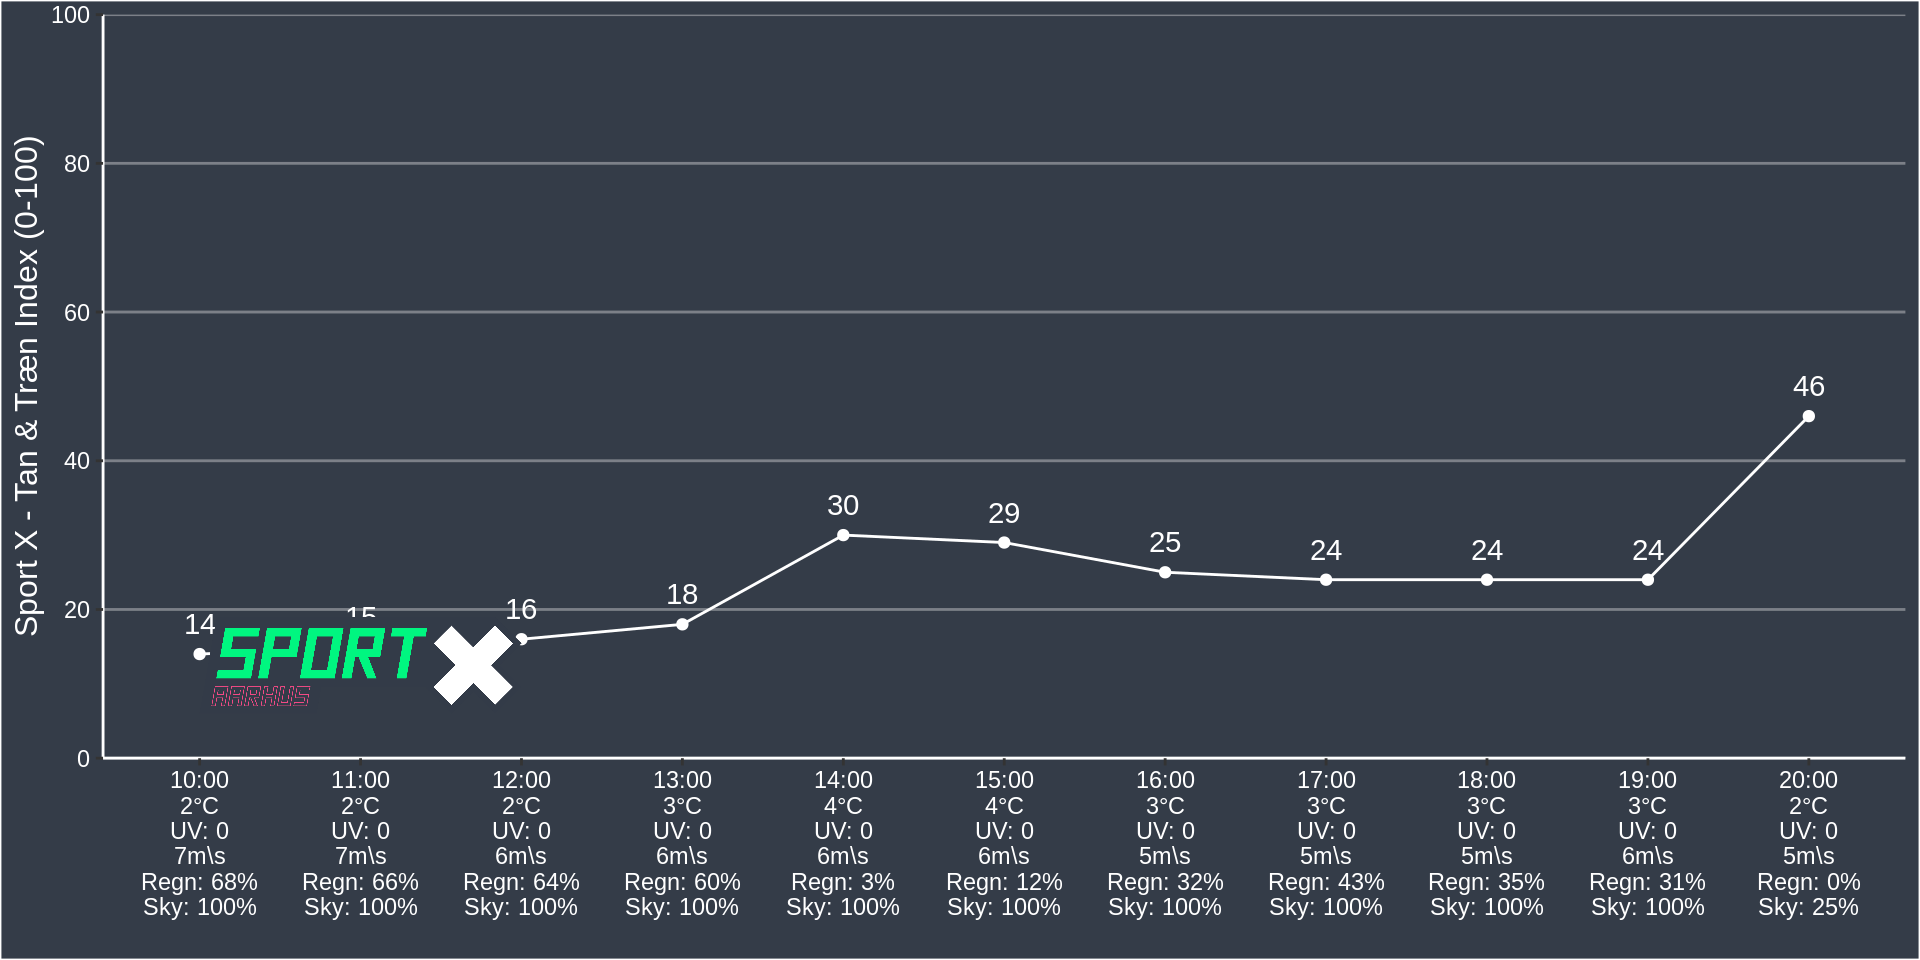 Sport X - Tan & Træn Index (0-100)
100
80
60
40
20
0
14
15
16
18
30
29
25
24
24
24
46
SPORT X
AARHUS
10:00 11:00 12:00 13:00 14:00 15:00 16:00 17:00 18:00 19:00 20:00
2°C 2°C 2°C 3°C 4°C 4°C 3°C 3°C 3°C 3°C 2°C
UV: 0 UV: 0 UV: 0 UV: 0 UV: 0 UV: 0 UV: 0 UV: 0 UV: 0 UV: 0 UV: 0
7m\s 7m\s 6m\s 6m\s 6m\s 6m\s 5m\s 5m\s 5m\s 6m\s 5m\s
Regn: 68% Regn: 66% Regn: 64% Regn: 60% Regn: 3% Regn: 12% Regn: 32% Regn: 43% Regn: 35% Regn: 31% Regn: 0%
Sky: 100% Sky: 100% Sky: 100% Sky: 100% Sky: 100% Sky: 100% Sky: 100% Sky: 100% Sky: 100% Sky: 100% Sky: 25%